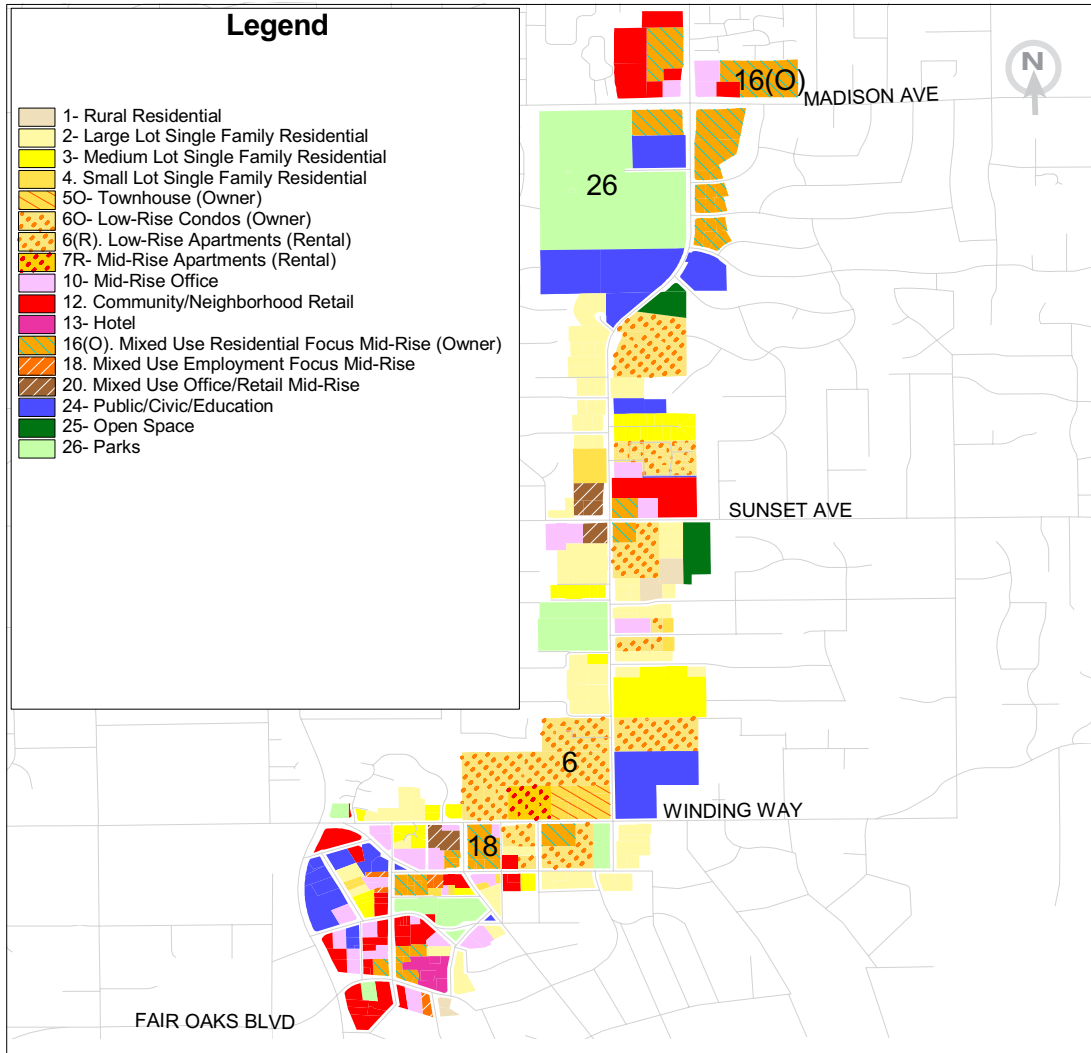 Legend
1- Rural Residential
2- Large Lot Single Family Residential
3- Medium Lot Single Family Residential
4. Small Lot Single Family Residential
5O- Townhouse (Owner)
6O- Low-Rise Condos (Owner)
6(R). Low-Rise Apartments (Rental)
7R- Mid-Rise Apartments (Rental)
10- Mid-Rise Office
12. Community/Neighborhood Retail
13- Hotel
16(O). Mixed Use Residential Focus Mid-Rise (Owner)
18. Mixed Use Employment Focus Mid-Rise
20. Mixed Use Office/Retail Mid-Rise
24- Public/Civic/Education
25- Open Space
26- Parks
N
16(O)
MADISON AVE
26
SUNSET AVE
6
WINDING WAY
18
FAIR OAKS BLVD